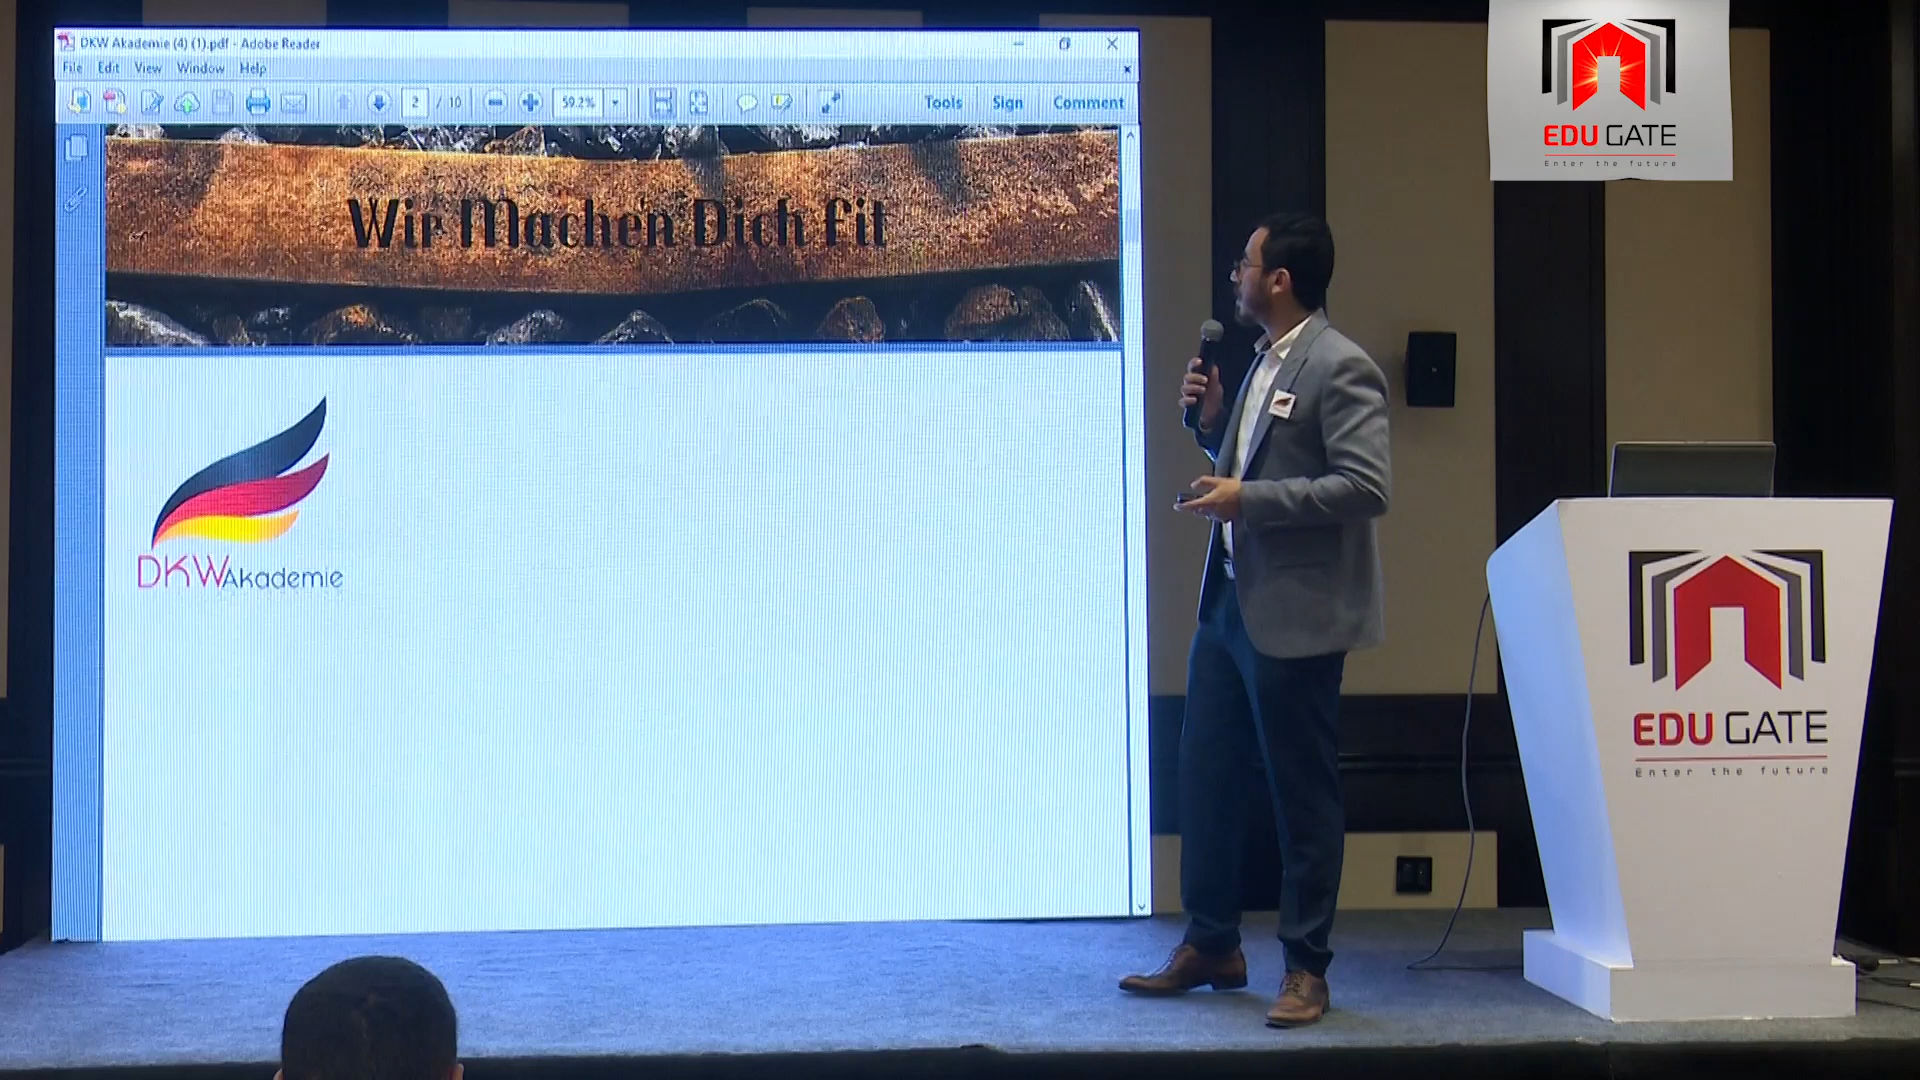 DKW Akademie (4) (1).pdf - Adobe Reader
File Edit View Window Help
2 / 10 59.2% Tools Sign Comment
Wir Machen Dich Fit
DKWAkademie
EDU GATE
Enter the future
EDU GATE
Enter the future